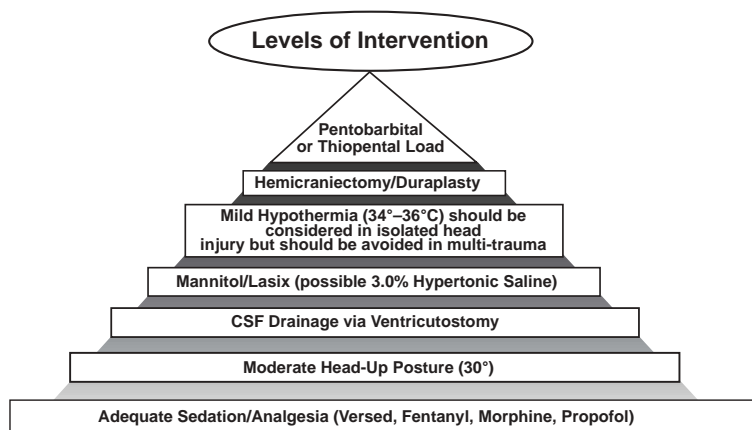 Levels of Intervention
Pentobarbital
or Thiopental Load
Hemicraniectomy/Duraplasty
Mild Hypothermia (34°–36°C) should be
considered in isolated head
injury but should be avoided in multi-trauma
Mannitol/Lasix (possible 3.0% Hypertonic Saline)
CSF Drainage via Ventricutostomy
Moderate Head-Up Posture (30°)
Adequate Sedation/Analgesia (Versed, Fentanyl, Morphine, Propofol)